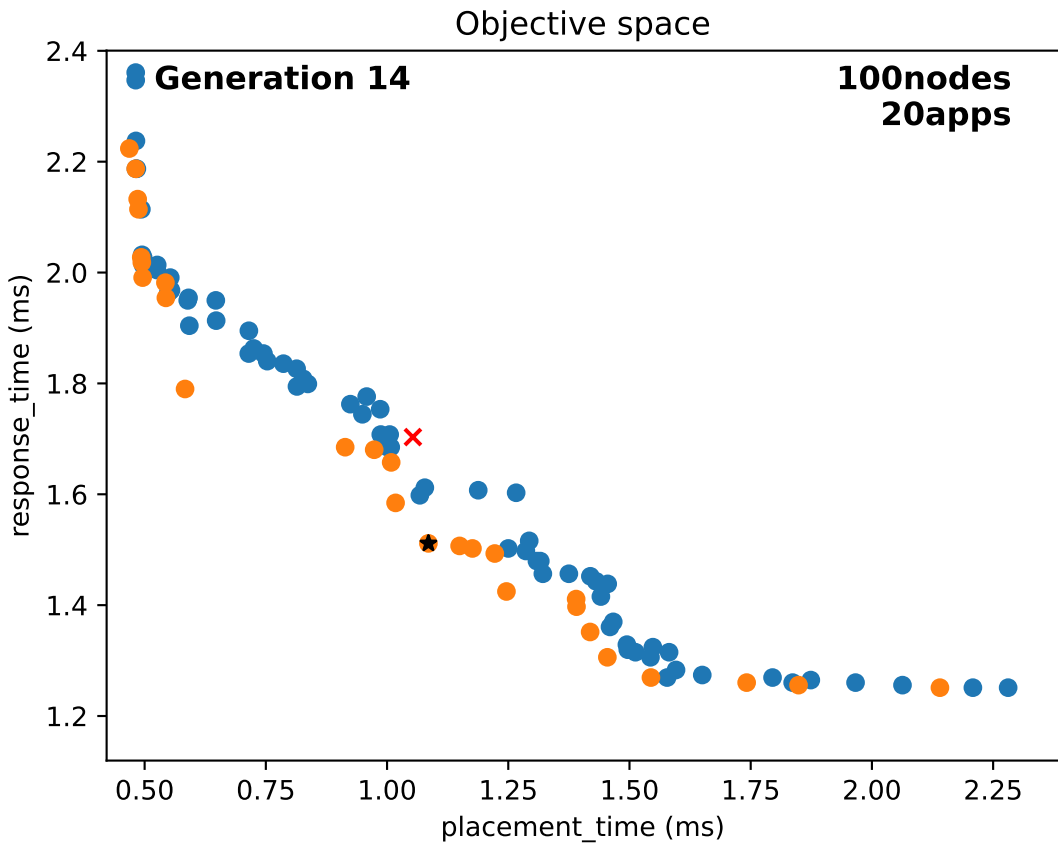 Objective space
2.4
Generation 14
100nodes
20apps
2.2
2.0
1.8
1.6
1.4
1.2
response_time (ms)
0.50 0.75 1.00 1.25 1.50 1.75 2.00 2.25
placement_time (ms)